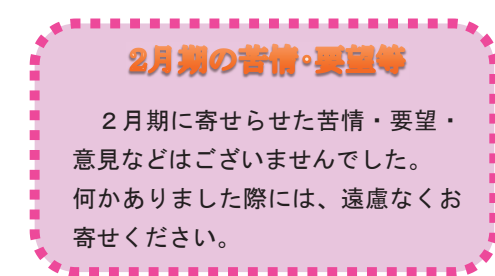 2月期の苦情・要望等
２月期に寄せらせた苦情・要望・
意見などはございませんでした。
何かありました際には、遠慮なくお
寄せください。